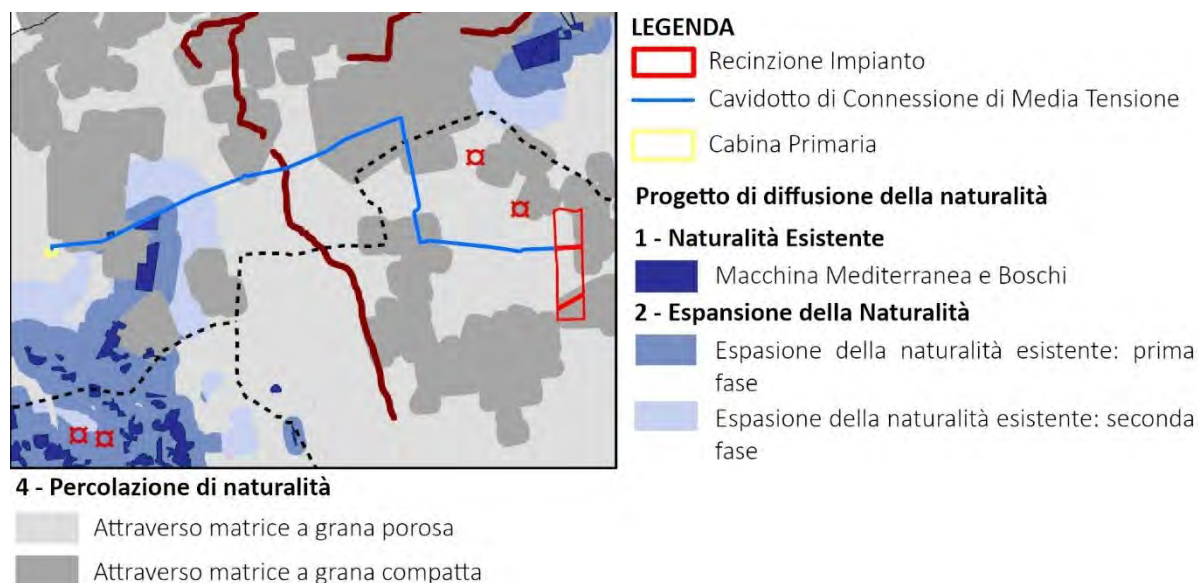 LEGENDA
Recinzione Impianto
Cavidotto di Connessione di Media Tensione
Cabina Primaria
Progetto di diffusione della naturalità
1 - Naturalità Esistente
Macchina Mediterranea e Boschi
2 - Espansione della Naturalità
Espasione della naturalità esistente: prima
fase
Espasione della naturalità esistente: seconda
fase
4 - Percolazione di naturalità
Attraverso matrice a grana porosa
Attraverso matrice a grana compatta